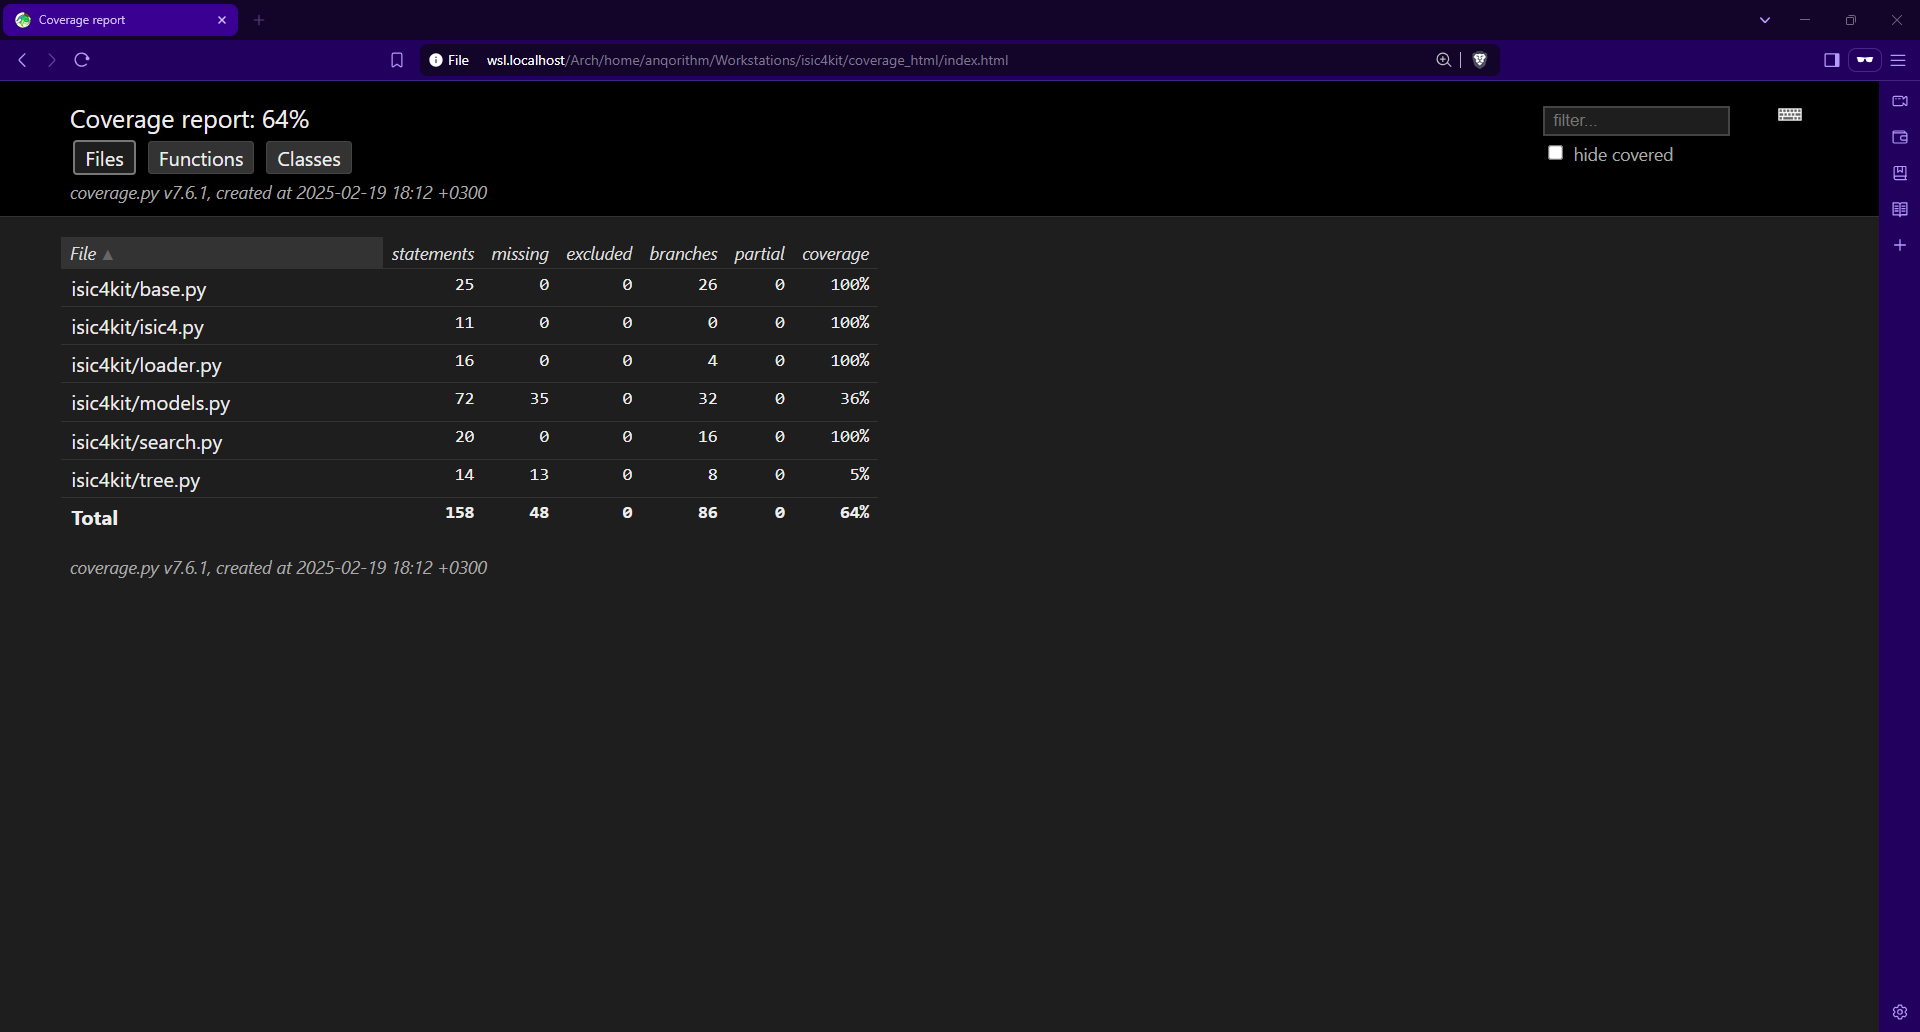 Coverage report
File wsl.localhost/Arch/home/anqorithm/Workstations/isic4kit/coverage_html/index.html
Coverage report: 64%
filter...
hide covered
Files Functions Classes
coverage.py v7.6.1, created at 2025-02-19 18:12 +0300
File ▲ statements missing excluded branches partial coverage
isic4kit/base.py 25 0 0 26 0 100%
isic4kit/isic4.py 11 0 0 0 0 100%
isic4kit/loader.py 16 0 0 4 0 100%
isic4kit/models.py 72 35 0 32 0 36%
isic4kit/search.py 20 0 0 16 0 100%
isic4kit/tree.py 14 13 0 8 0 5%
Total 158 48 0 86 0 64%
coverage.py v7.6.1, created at 2025-02-19 18:12 +0300